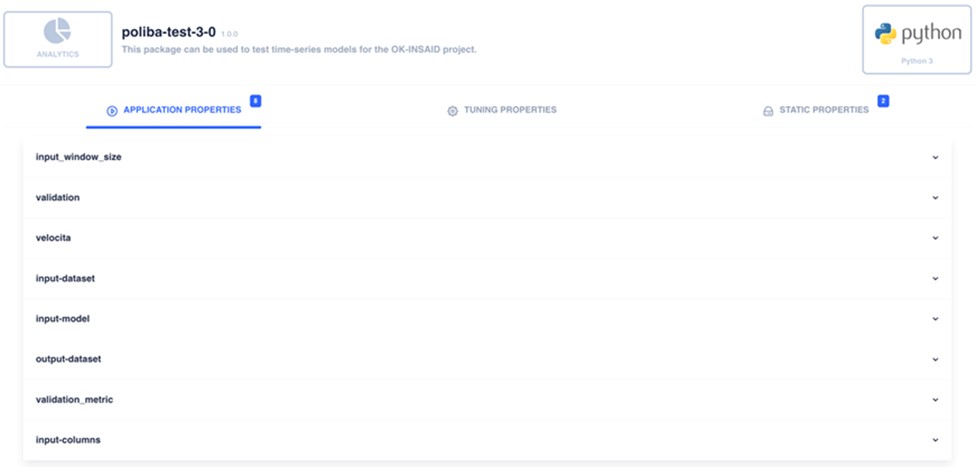 ANALYTICS
poliba-test-3-0 1.0.0
This package can be used to test time-series models for the OK-INSAID project.
python
Python 3
APPLICATION PROPERTIES 8
TUNING PROPERTIES
STATIC PROPERTIES 2
input_window_size
validation
velocita
input-dataset
input-model
output-dataset
validation_metric
input-columns